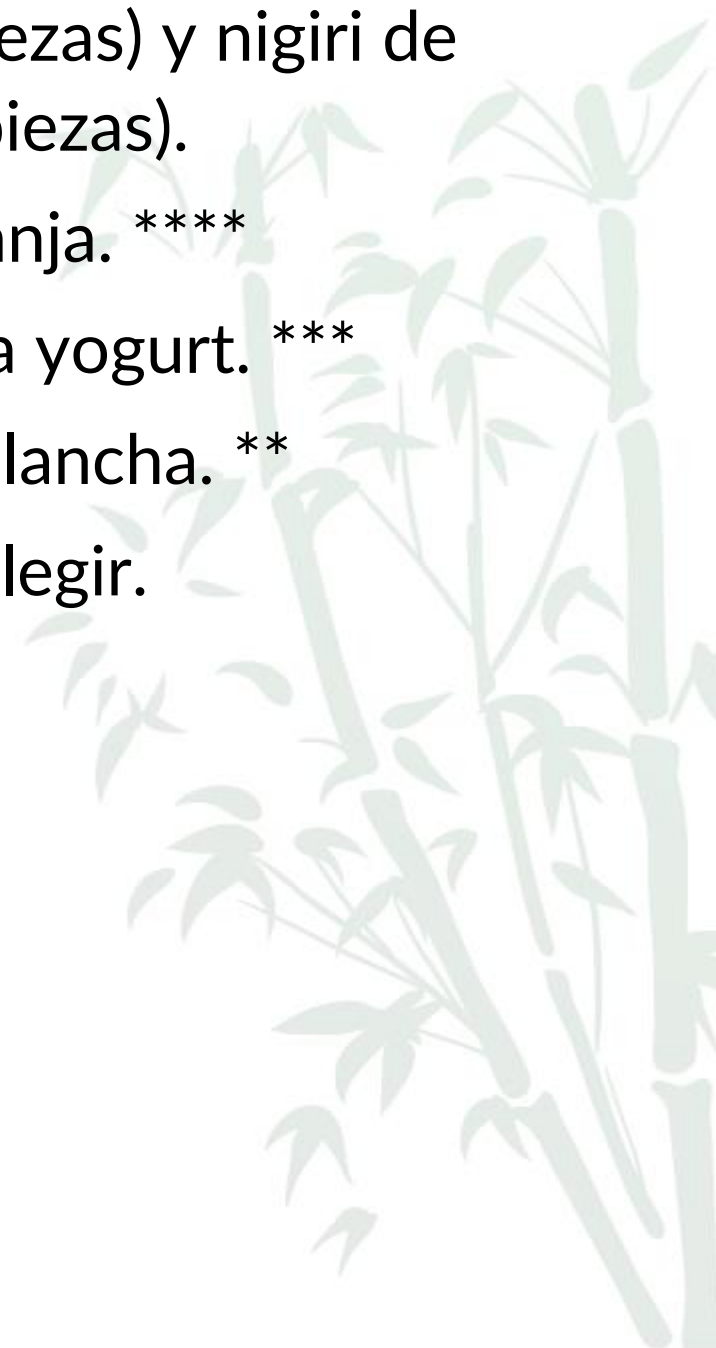 ezas) y nigiri de
piezas).
nja. ****
a yogurt. ***
lancha. **
legir.